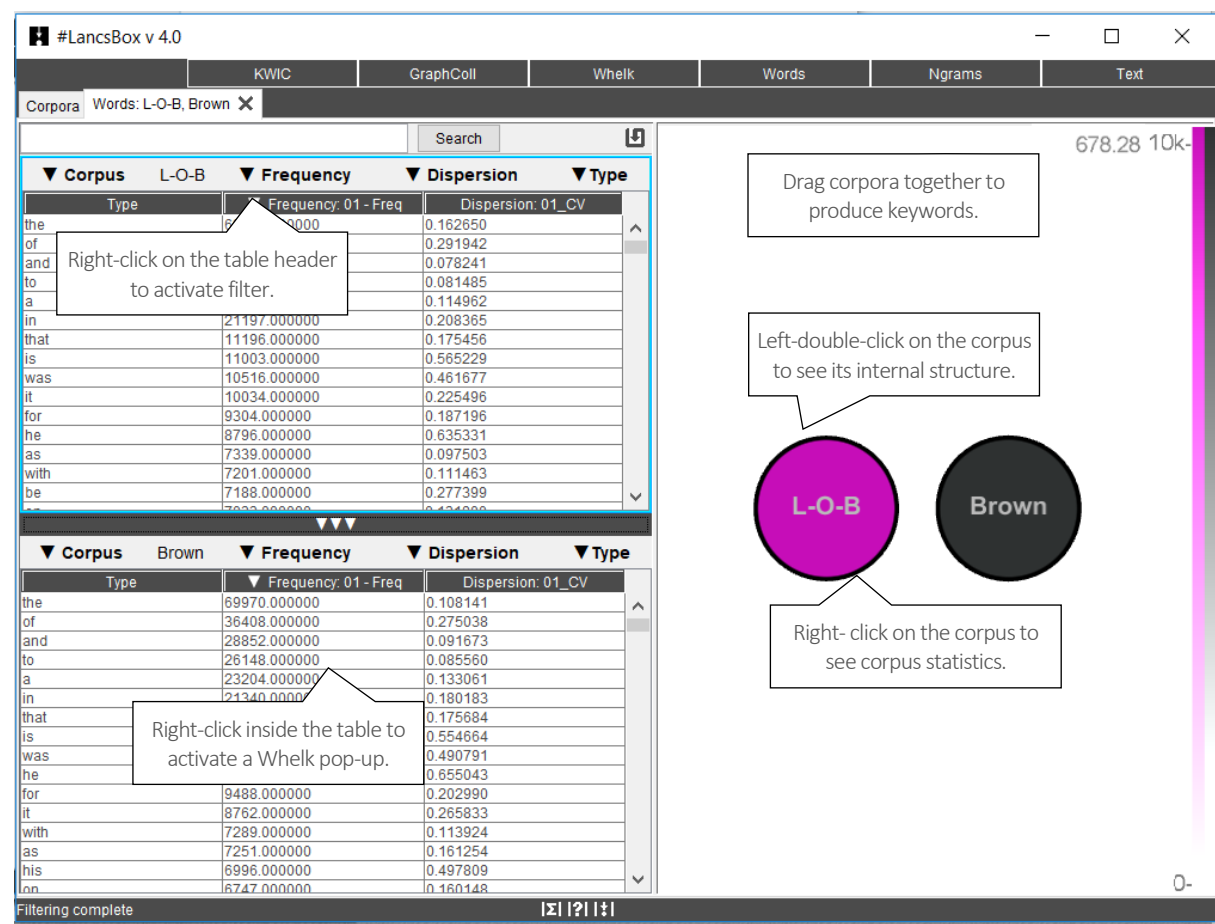 #LancsBox v 4.0
KWIC GraphColl Whelk Words Ngrams Text
Corpora Words: L-O-B, Brown
Search
▼ Corpus L-O-B ▼ Frequency ▼ Dispersion ▼ Type
Type ▼ Frequency: 01 - Freq Dispersion: 01_CV
the 0.162650
of 0.291942
and 0.078241
to 0.081485
a 0.114962
in 21197.000000 0.208365
that 11196.000000 0.175456
is 11003.000000 0.565229
was 10516.000000 0.461677
it 10034.000000 0.225496
for 9304.000000 0.187196
he 8796.000000 0.635331
as 7339.000000 0.097503
with 7201.000000 0.111463
be 7188.000000 0.277399
Right-click on the table header
to activate filter.
▼▼▼
▼ Corpus Brown ▼ Frequency ▼ Dispersion ▼ Type
Type ▼ Frequency: 01 - Freq Dispersion: 01_CV
the 69970.000000 0.108141
of 36408.000000 0.275038
and 28852.000000 0.091673
to 26148.000000 0.085560
a 23204.000000 0.133061
in 21340.000000 0.180183
that 0.175684
is 0.554664
was 0.490791
he 0.655043
for 9488.000000 0.202990
it 8762.000000 0.265833
with 7289.000000 0.113924
as 7251.000000 0.161254
his 6996.000000 0.497809
on 6747.000000 0.160148
Right-click inside the table to
activate a Whelk pop-up.
678.28 10k-
Drag corpora together to
produce keywords.
Left-double-click on the corpus
to see its internal structure.
L-O-B Brown
Right- click on the corpus to
see corpus statistics.
0-
Filtering complete |Σ| |?| |‡|